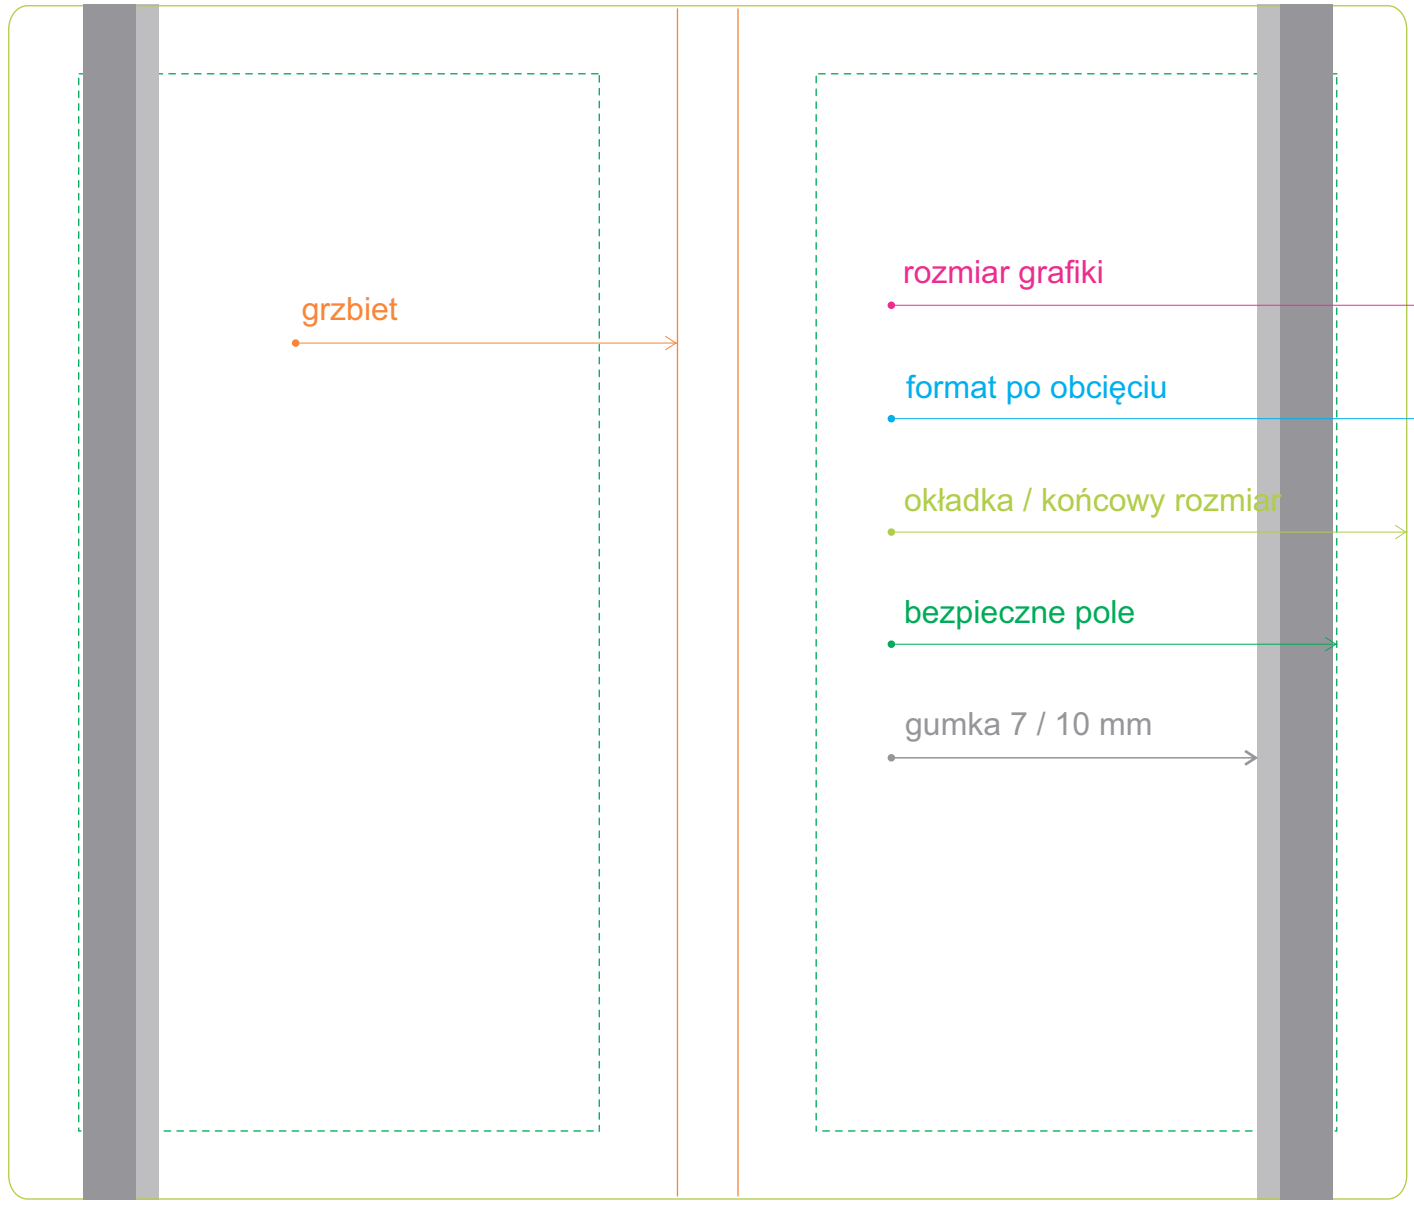 grzbiet
rozmiar grafiki
format po obcięciu
okładka / końcowy rozmiar
bezpieczne pole
gumka 7 / 10 mm